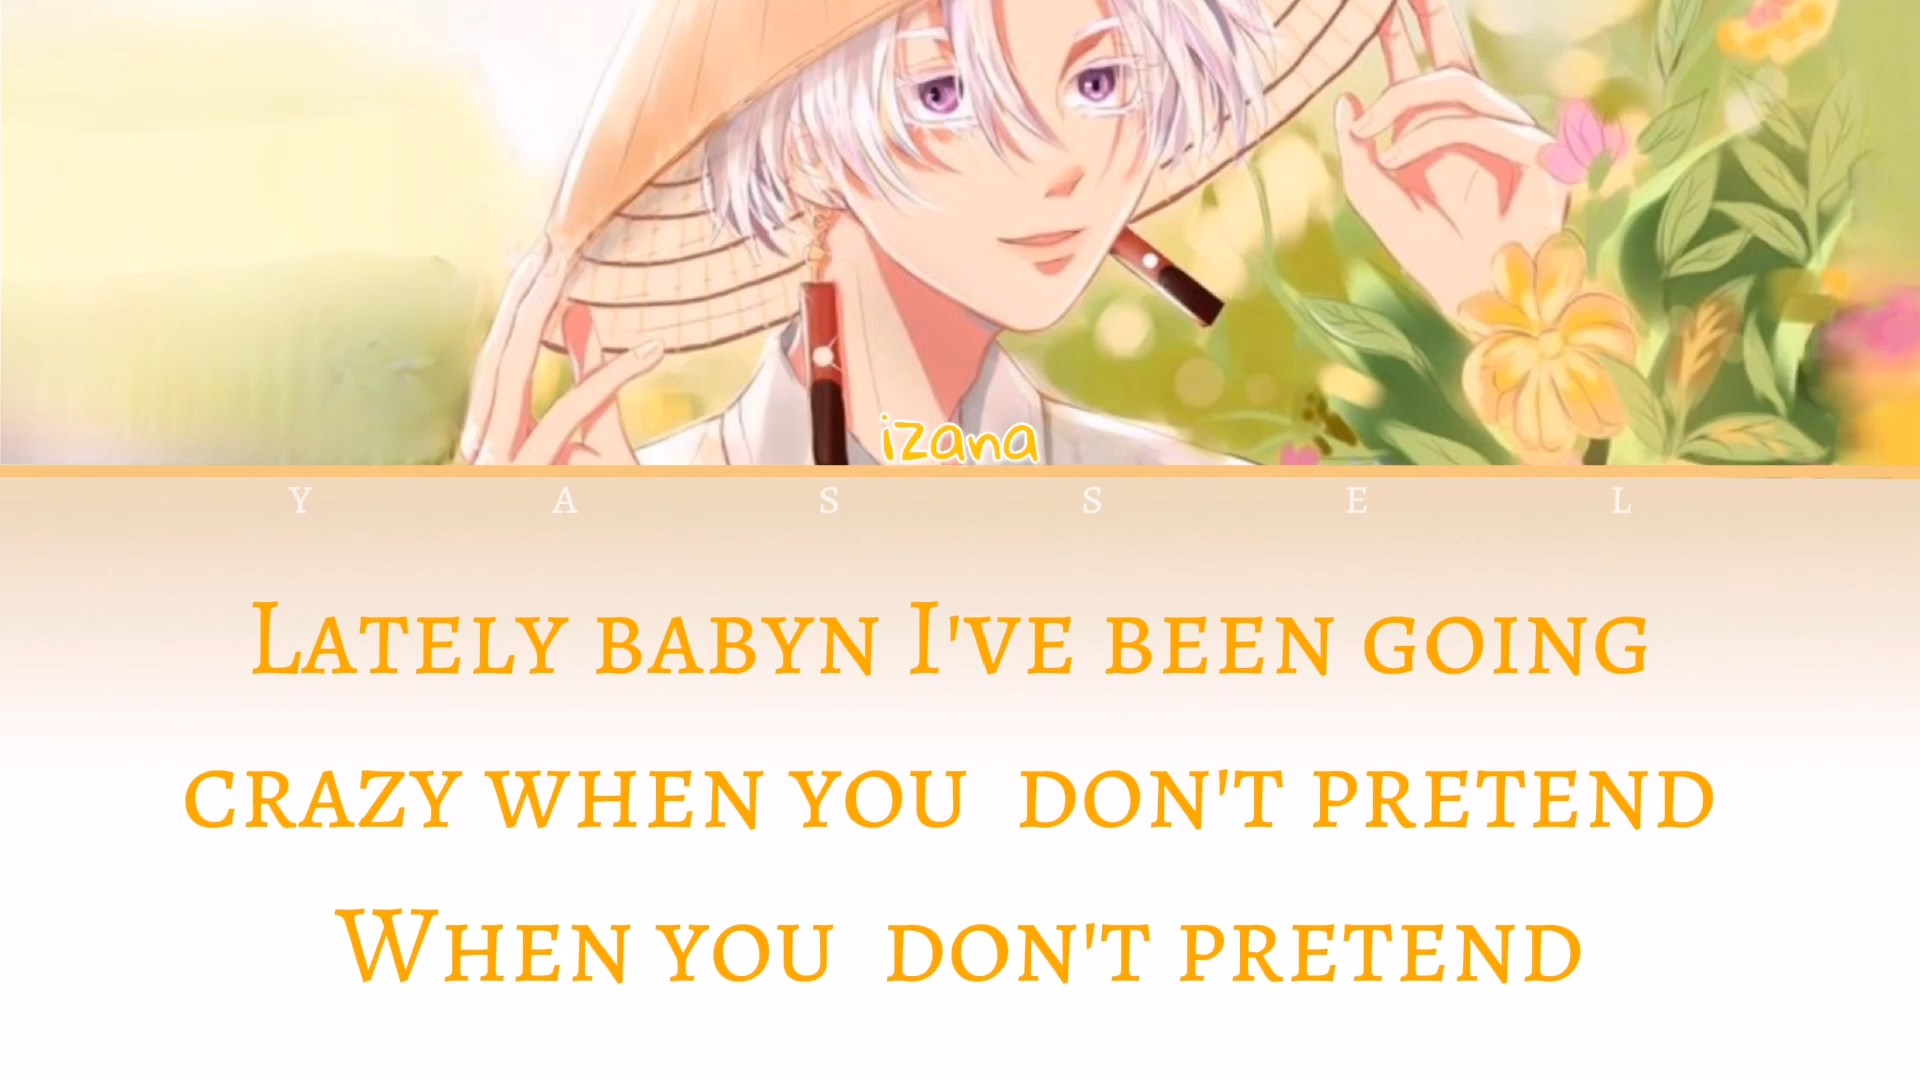 izana
Y A S S E L
Lately babyn I've been going
crazy when you don't pretend
When you don't pretend